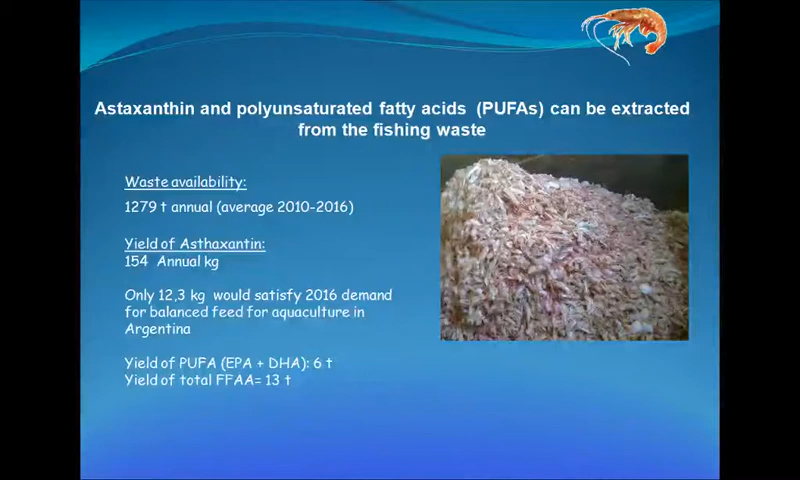 Astaxanthin and polyunsaturated fatty acids (PUFAs) can be extracted
from the fishing waste
Waste availability:
1279 t annual (average 2010-2016)
Yield of Asthaxantin:
154 Annual kg
Only 12,3 kg would satisfy 2016 demand
for balanced feed for aquaculture in
Argentina
Yield of PUFA (EPA + DHA): 6 t
Yield of total FFAA= 13 t